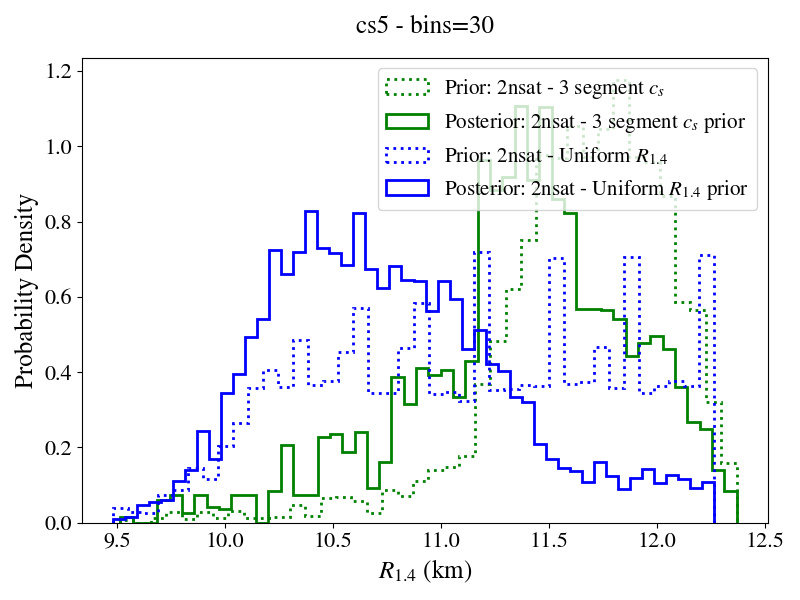 cs5 - bins=30
1.2
1.0
0.8
0.6
0.4
0.2
0.0
Probability Density
Prior: 2nsat - 3 segment $c_s$
Posterior: 2nsat - 3 segment $c_s$ prior
Prior: 2nsat - Uniform $R_{1.4}$
Posterior: 2nsat - Uniform $R_{1.4}$ prior
9.5 10.0 10.5 11.0 11.5 12.0 12.5
$R_{1.4}$ (km)